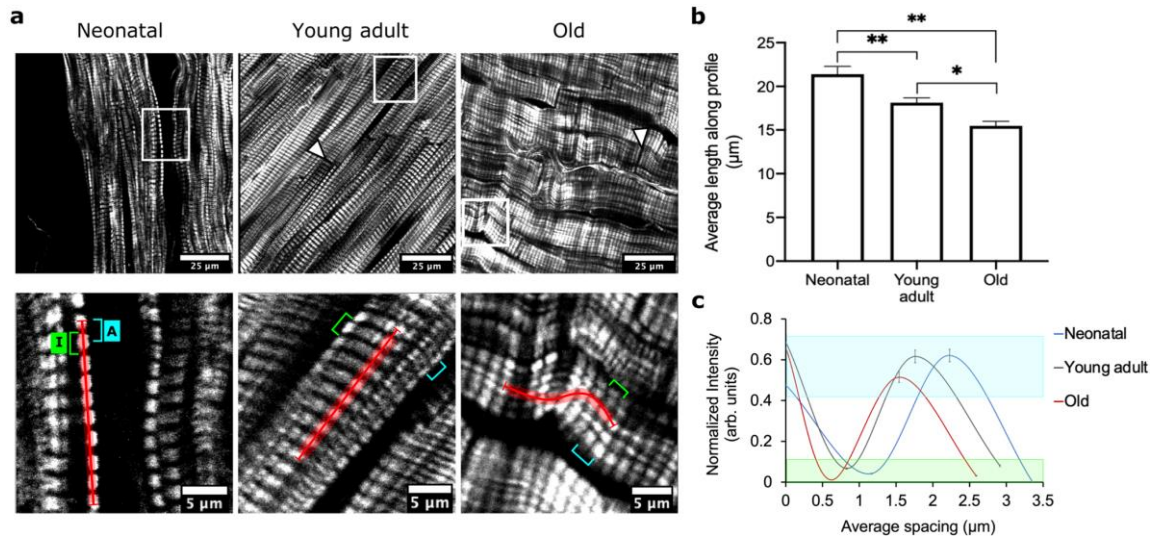 a
Neonatal
Young adult
Old
25 µm
25 µm
25 µm
I
A
5 µm
5 µm
5 µm
b
Average length along profile
(µm)
25
20
15
10
5
0
**
**
*
Neonatal
Young
adult
Old
c
Normalized Intensity
(arb. units)
0.8
0.6
0.4
0.2
0
0
0.5
1
1.5
2
2.5
3
3.5
Average spacing (µm)
Neonatal
Young adult
Old